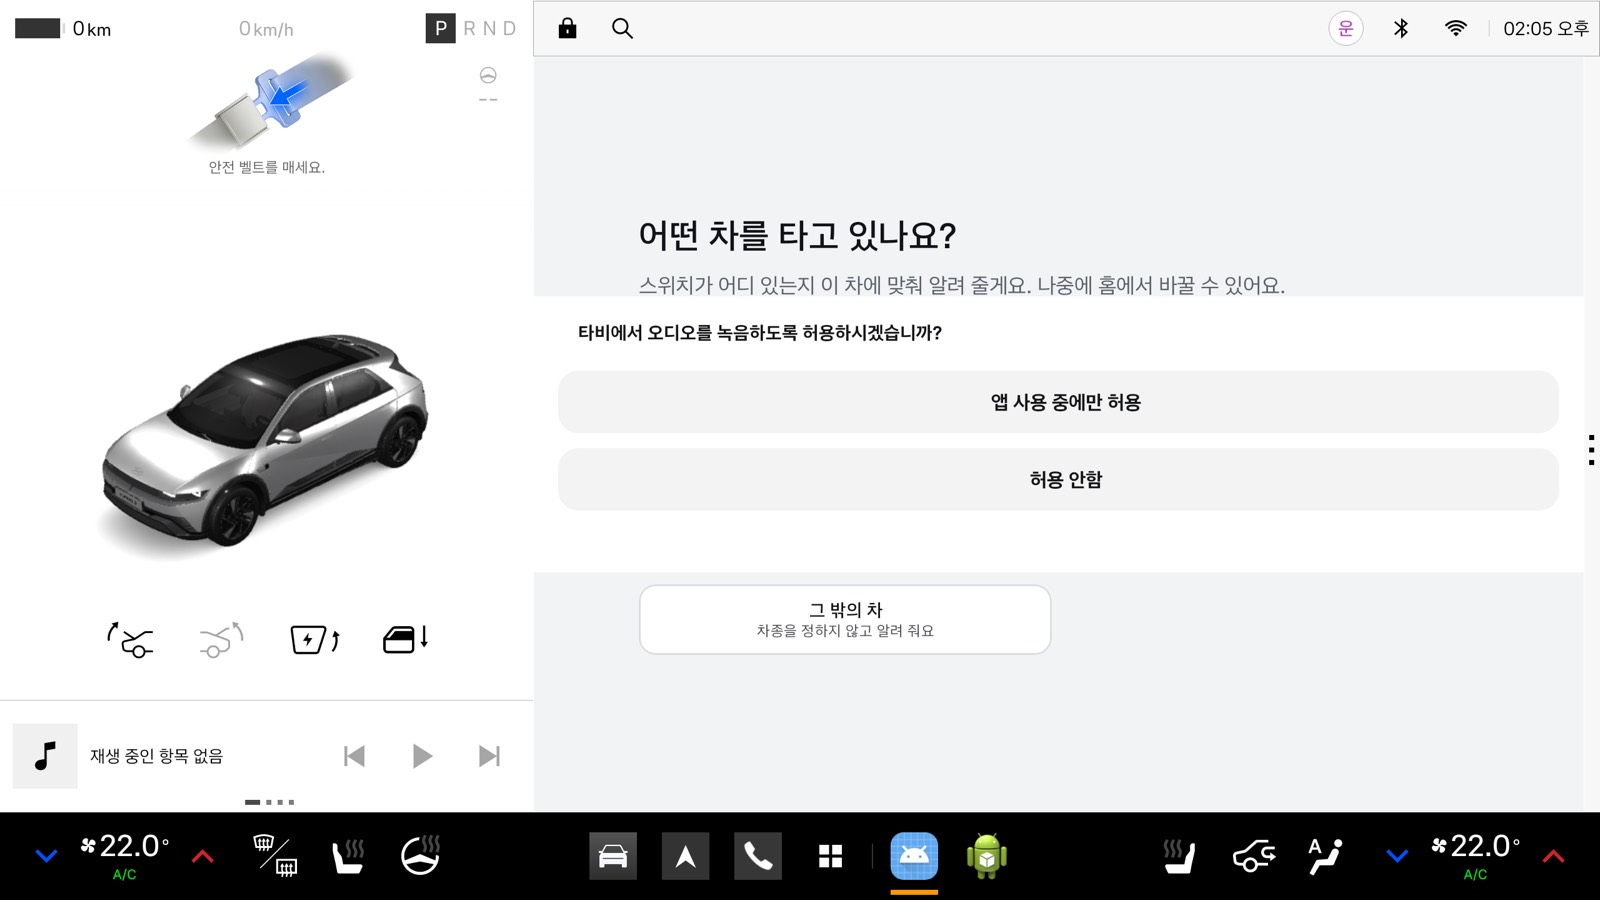 0 km
0 km/h
P R N D
--
안전 벨트를 매세요.
재생 중인 항목 없음
운
02:05 오후
어떤 차를 타고 있나요?
스위치가 어디 있는지 이 차에 맞춰 알려 줄게요. 나중에 홈에서 바꿀 수 있어요.
타비에서 오디오를 녹음하도록 허용하시겠습니까?
앱 사용 중에만 허용
허용 안함
그 밖의 차
차종을 정하지 않고 알려 줘요
22.0°
A/C
A
22.0°
A/C